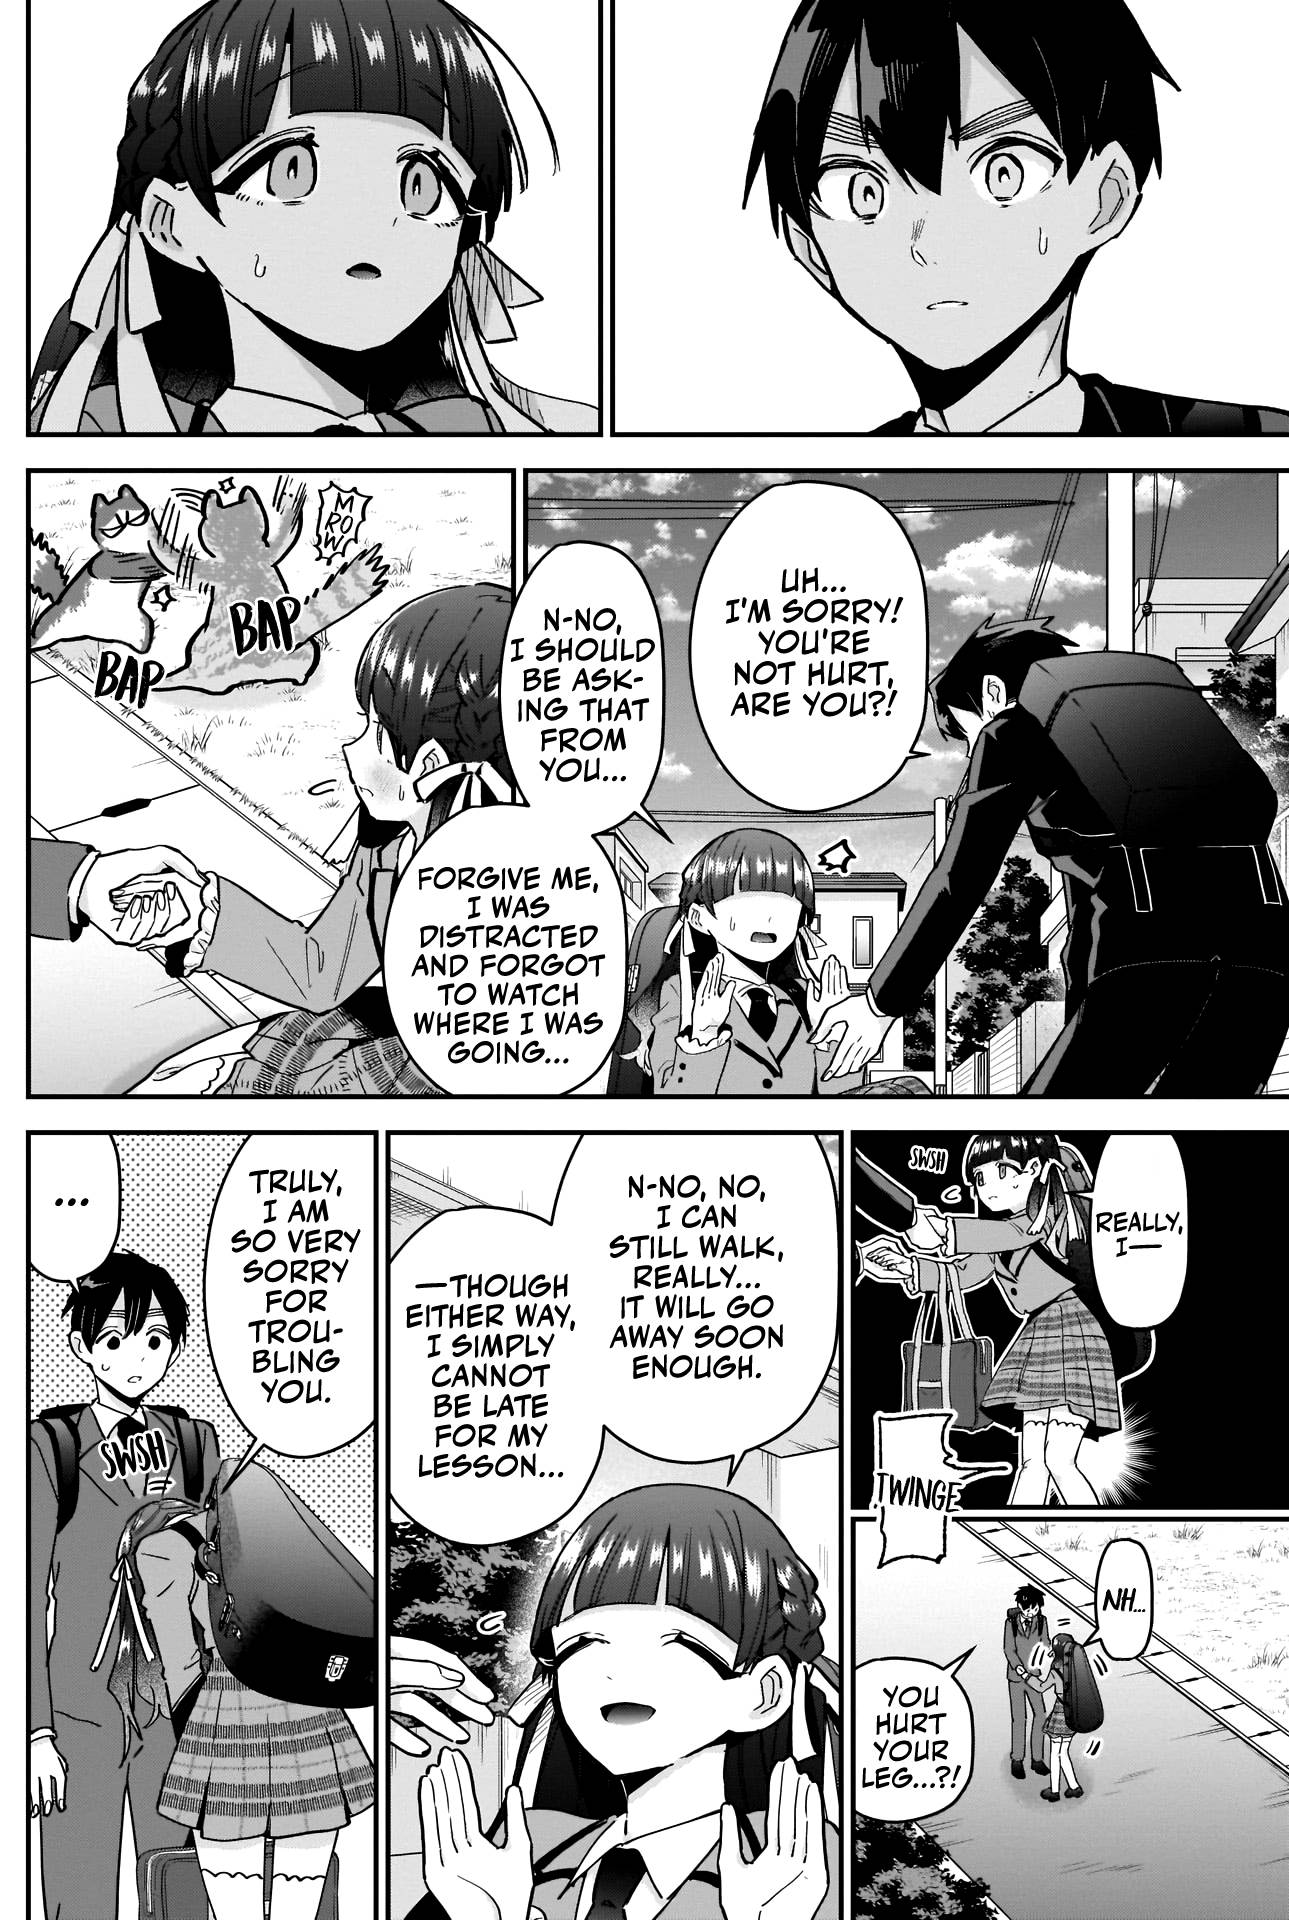 UH...
I'M SORRY!
YOU'RE
NOT HURT,
ARE YOU?!
N-NO,
I SHOULD
BE ASK-
ING THAT
FROM
YOU...
FORGIVE ME,
I WAS
DISTRACTED
AND FORGOT
TO WATCH
WHERE I WAS
GOING...
MROW
BAP
BAP
REALLY,
I—
SWSH
TWINGE
NH...
YOU
HURT
YOUR
LEG...?!
N-NO, NO,
I CAN
STILL WALK,
REALLY...
IT WILL GO
AWAY SOON
ENOUGH.
—THOUGH
EITHER WAY,
I SIMPLY
CANNOT
BE LATE
FOR MY
LESSON...
TRULY,
I AM
SO VERY
SORRY
FOR
TROU-
BLING
YOU.
...
SWSH